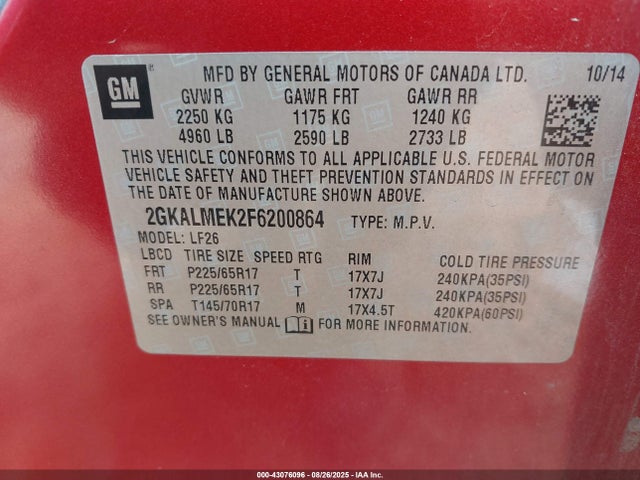 GM
MFD BY GENERAL MOTORS OF CANADA LTD. 10/14
GVWR GAWR FRT GAWR RR
2250 KG 1175 KG 1240 KG
4960 LB 2590 LB 2733 LB
THIS VEHICLE CONFORMS TO ALL APPLICABLE U.S. FEDERAL MOTOR
VEHICLE SAFETY AND THEFT PREVENTION STANDARDS IN EFFECT ON
THE DATE OF MANUFACTURE SHOWN ABOVE.
2GKALMEK2F6200864 TYPE: M.P.V.
MODEL: LF26
LBCD TIRE SIZE SPEED RTG RIM COLD TIRE PRESSURE
FRT P225/65R17 T 17X7J 240KPA(35PSI)
RR P225/65R17 T 17X7J 240KPA(35PSI)
SPA T145/70R17 M 17X4.5T 420KPA(60PSI)
SEE OWNER'S MANUAL FOR MORE INFORMATION.
000-43076096 - 08/26/2025 - IAA Inc.